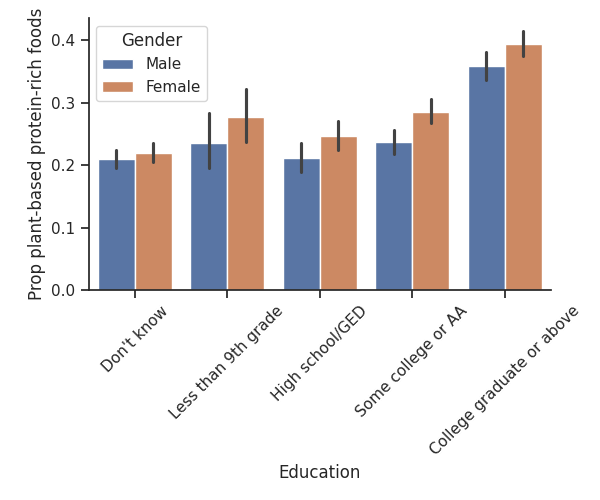 Prop plant-based protein-rich foods
0.4
0.3
0.2
0.1
0.0
Gender
Male
Female
Don't know
Less than 9th grade
High school/GED
Some college or AA
College graduate or above
Education